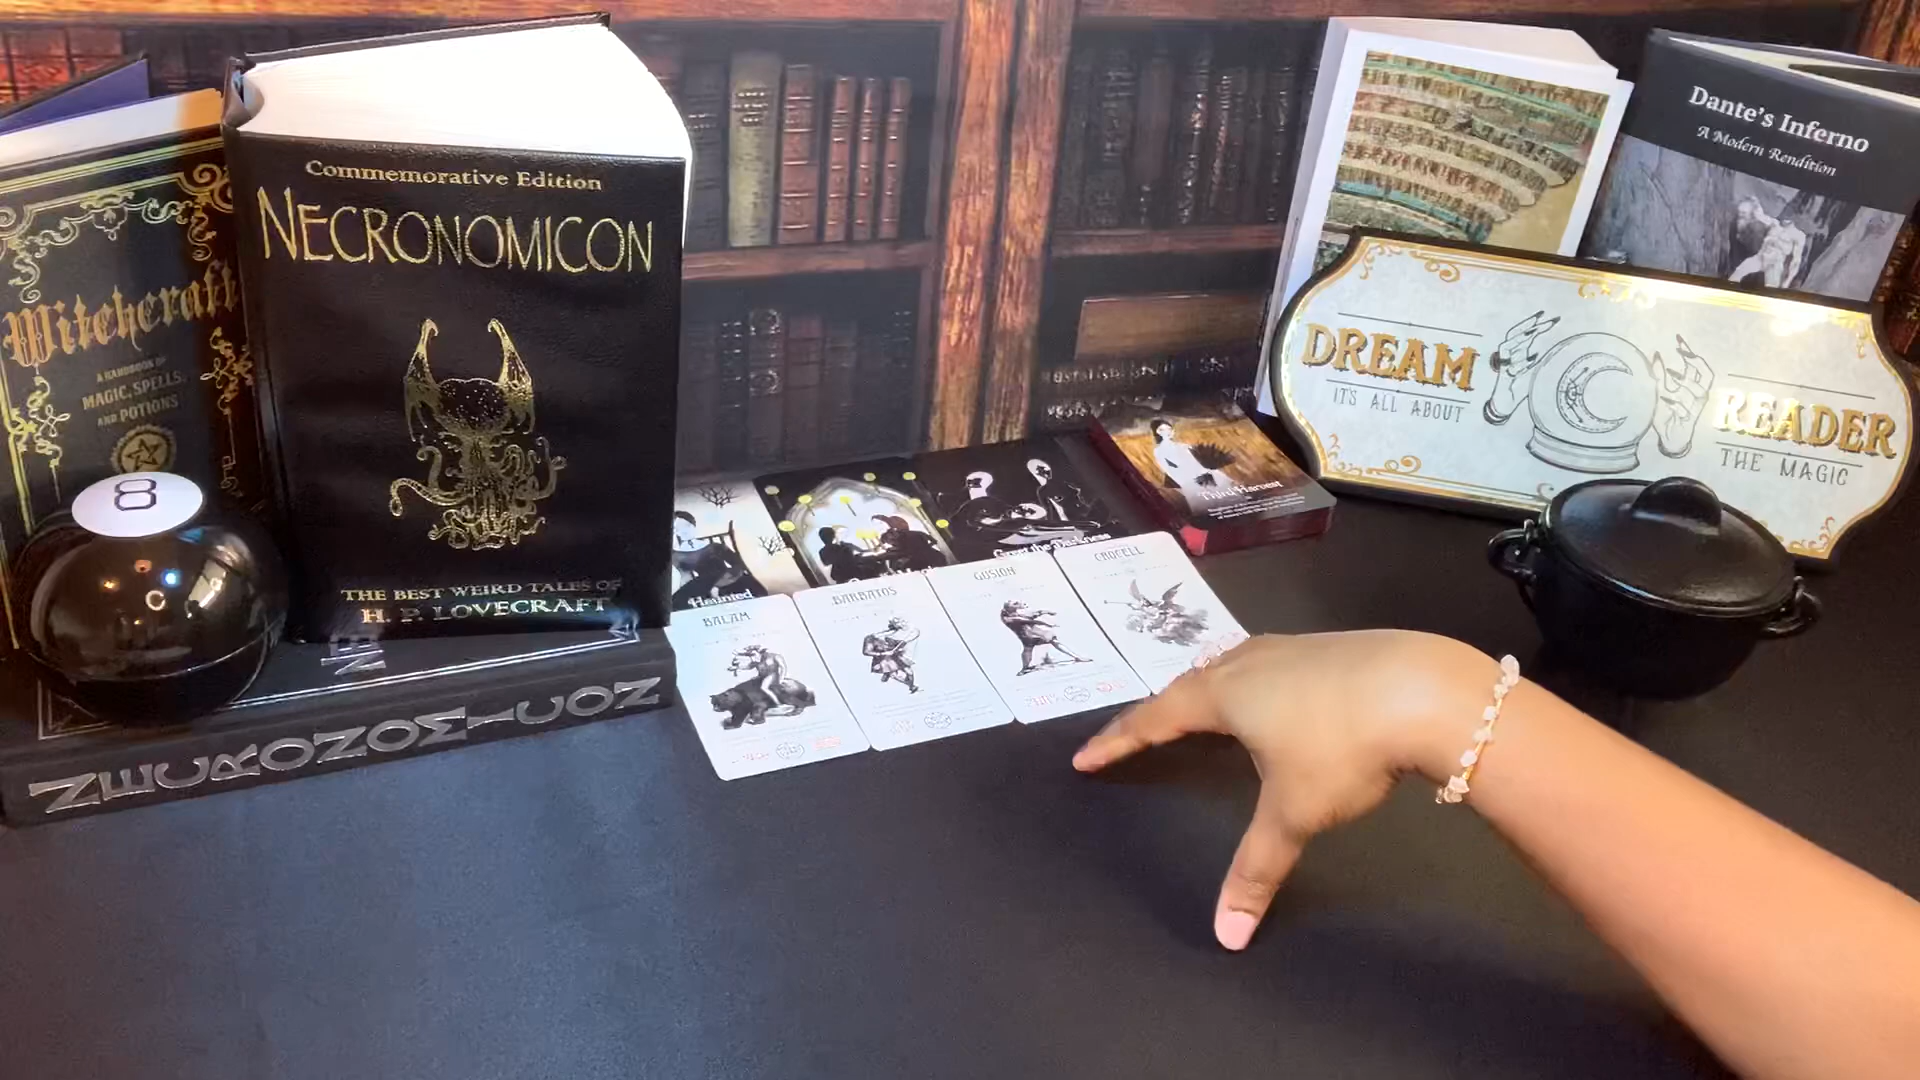 Commemorative Edition
NECRONOMICON
THE BEST WEIRD TALES OF
H. P. LOVECRAFT
Witchcraft
A HANDBOOK OF
MAGIC, SPELLS,
AND POTIONS
8
NECRONOMICON
Dante's Inferno
A Modern Rendition
DREAM
IT'S ALL ABOUT
READER
THE MAGIC
Third Harvest
Haunted
Greet the Darkness
BALAM
BARBATOS
GUSION
CROCELL